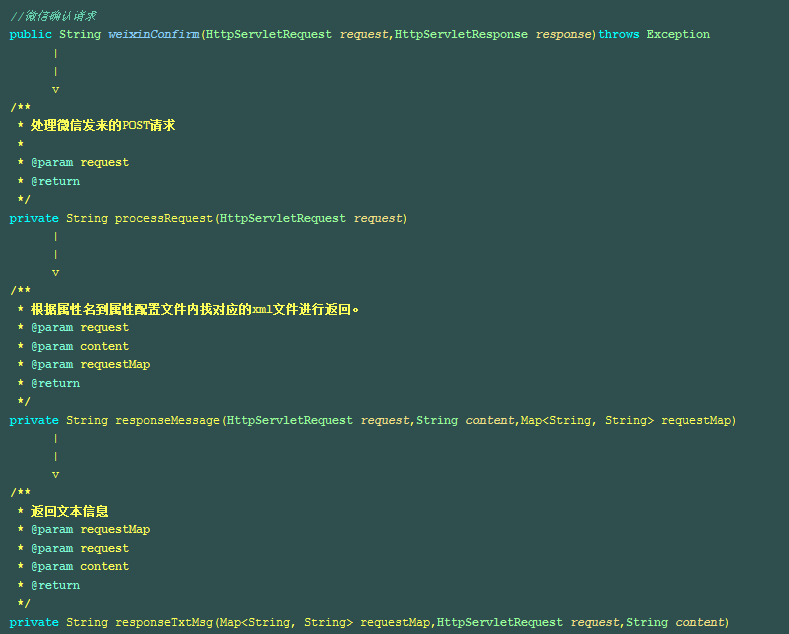 //微信确认请求
public String weixinConfirm(HttpServletRequest request,HttpServletResponse response)throws Exception
|
|
v
/**
* 处理微信发来的POST请求
*
* @param request
* @return
*/
private String processRequest(HttpServletRequest request)
|
|
v
/**
* 根据属性名到属性配置文件内找对应的xml文件进行返回。
* @param request
* @param content
* @param requestMap
* @return
*/
private String responseMessage(HttpServletRequest request,String content,Map<String, String> requestMap)
|
|
v
/**
* 返回文本信息
* @param requestMap
* @param request
* @param content
* @return
*/
private String responseTxtMsg(Map<String, String> requestMap,HttpServletRequest request,String content)